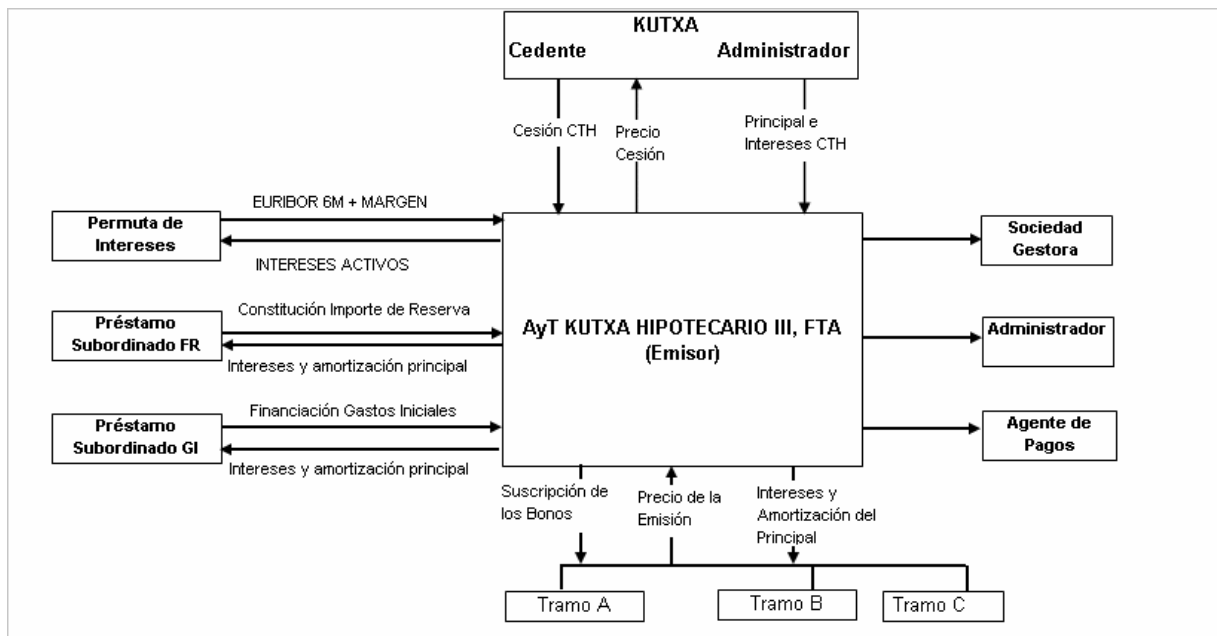 KUTXA
Cedente Administrador
Cesión CTH
Precio
Cesión
Principal e
Intereses CTH
EURIBOR 6M + MARGEN
Permuta de
Intereses
INTERESES ACTIVOS
Constitución Importe de Reserva
Préstamo
Subordinado FR
Intereses y amortización principal
Financiación Gastos Iniciales
Préstamo
Subordinado GI
Intereses y amortización principal
AyT KUTXA HIPOTECARIO III, FTA
(Emisor)
Sociedad
Gestora
Administrador
Agente de
Pagos
Suscripción de
los Bonos
Precio de la
Emisión
Intereses y
Amortización del
Principal
Tramo A
Tramo B
Tramo C